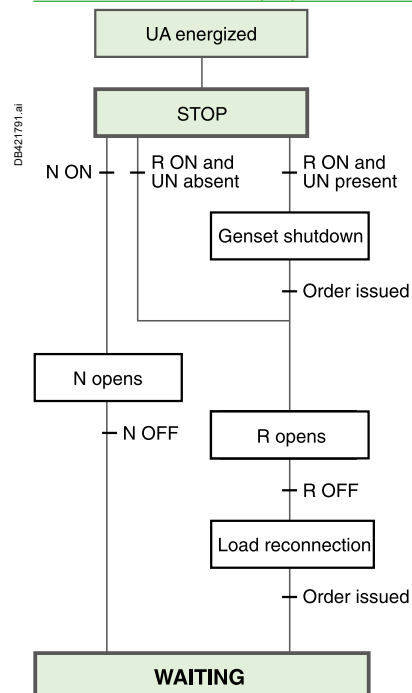 UA energized
DB421791.ai
STOP
N ON
R ON and
UN absent
R ON and
UN present
Genset shutdown
Order issued
N opens
N OFF
R opens
R OFF
Load reconnection
Order issued
WAITING